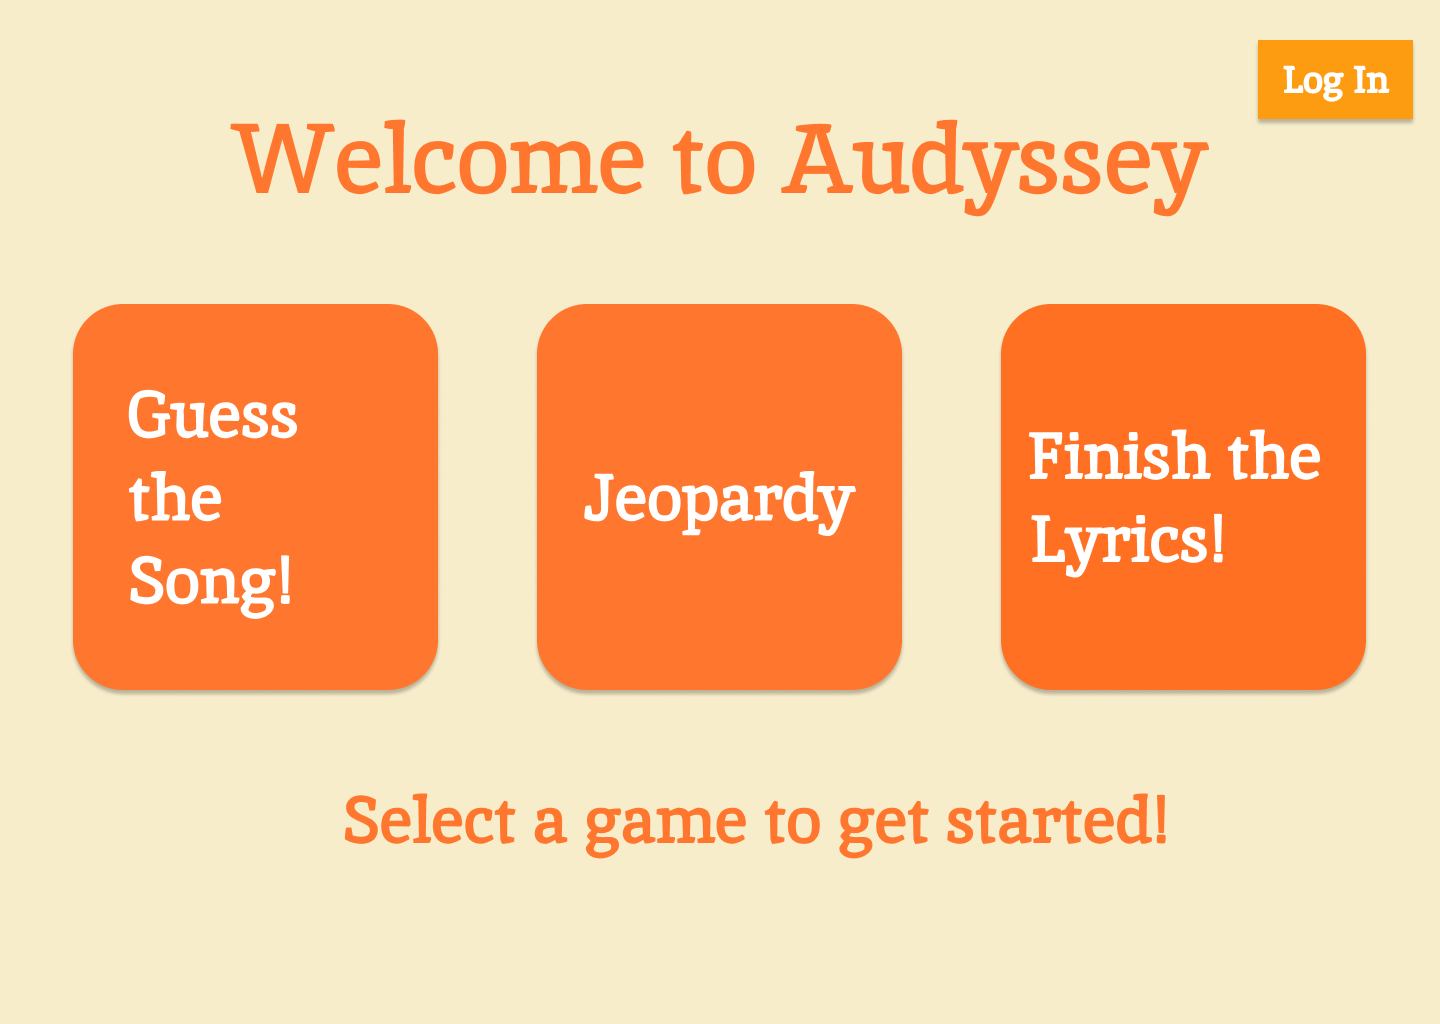 Log In
Welcome to Audyssey
Guess
the
Song!
Jeopardy
Finish the
Lyrics!
Select a game to get started!